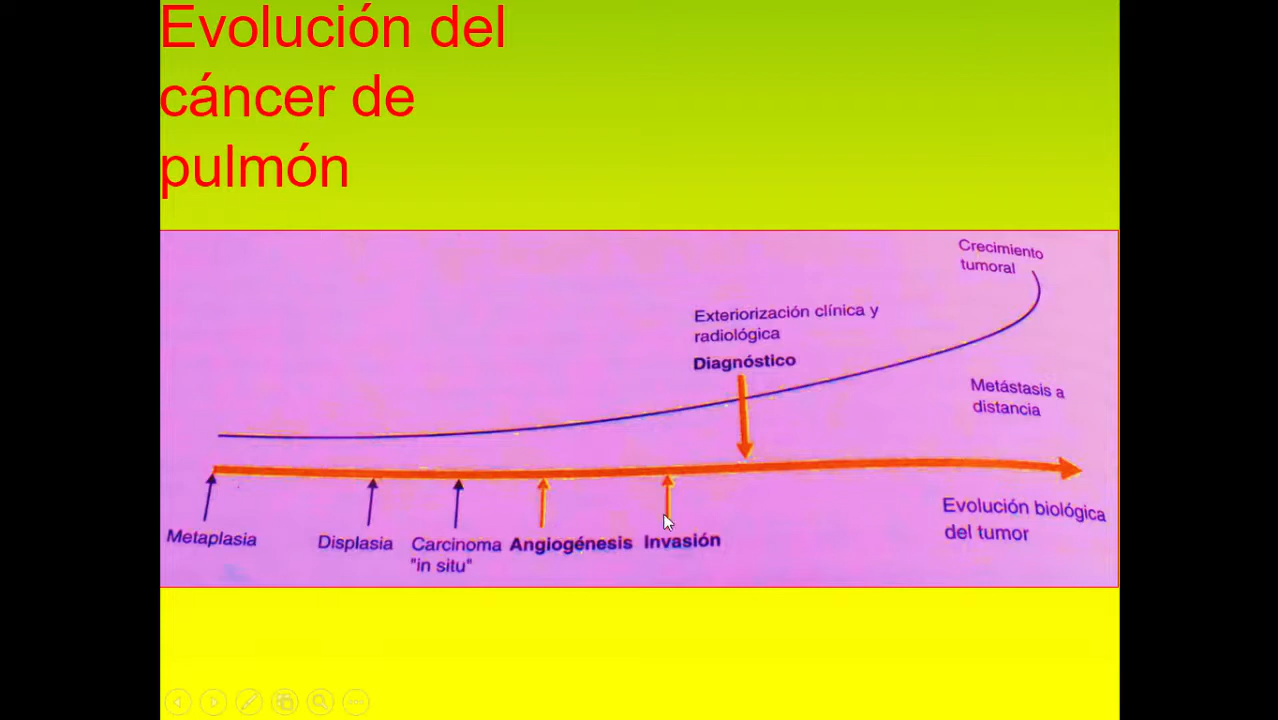 Evolución del
cáncer de
pulmón
Crecimiento
tumoral
Exteriorización clínica y
radiológica
Diagnóstico
Metástasis a
distancia
Evolución biológica
del tumor
Metaplasia
Displasia
Carcinoma
"in situ"
Angiogénesis
Invasión